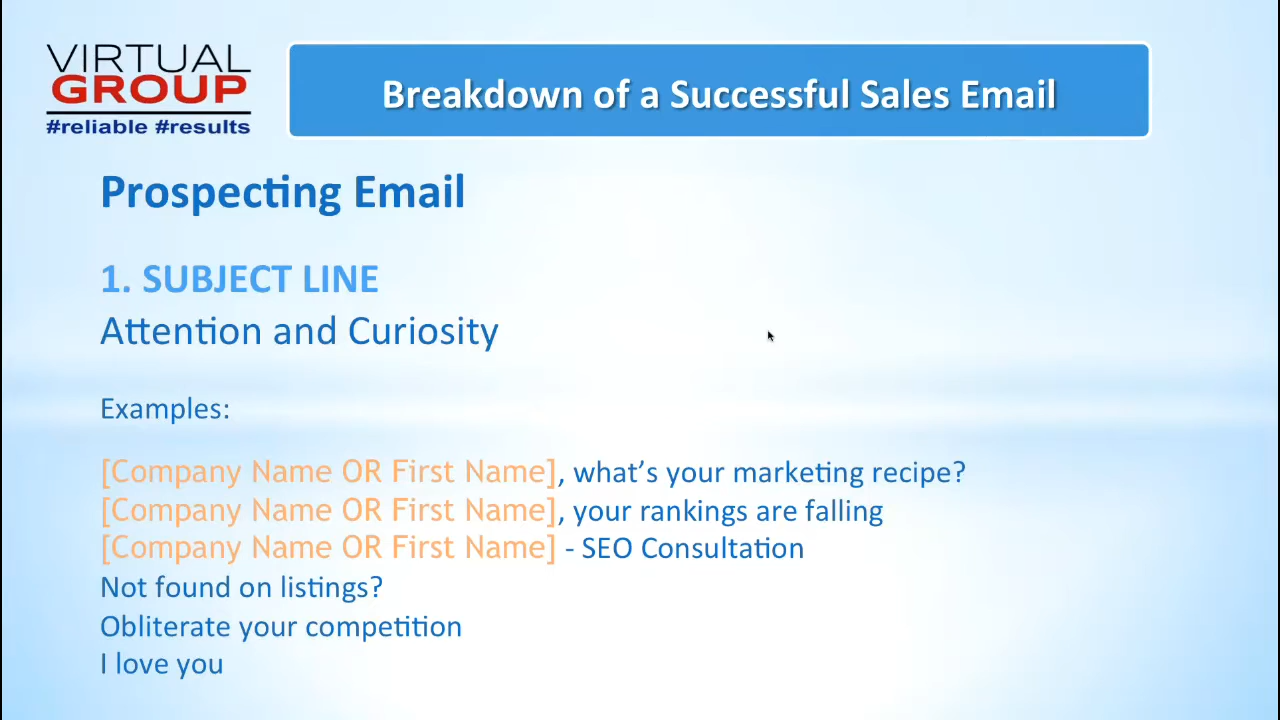 VIRTUAL
GROUP
#reliable #results
Breakdown of a Successful Sales Email
Prospecting Email
1. SUBJECT LINE
Attention and Curiosity
Examples:
[Company Name OR First Name], what’s your marketing recipe?
[Company Name OR First Name], your rankings are falling
[Company Name OR First Name] - SEO Consultation
Not found on listings?
Obliterate your competition
I love you